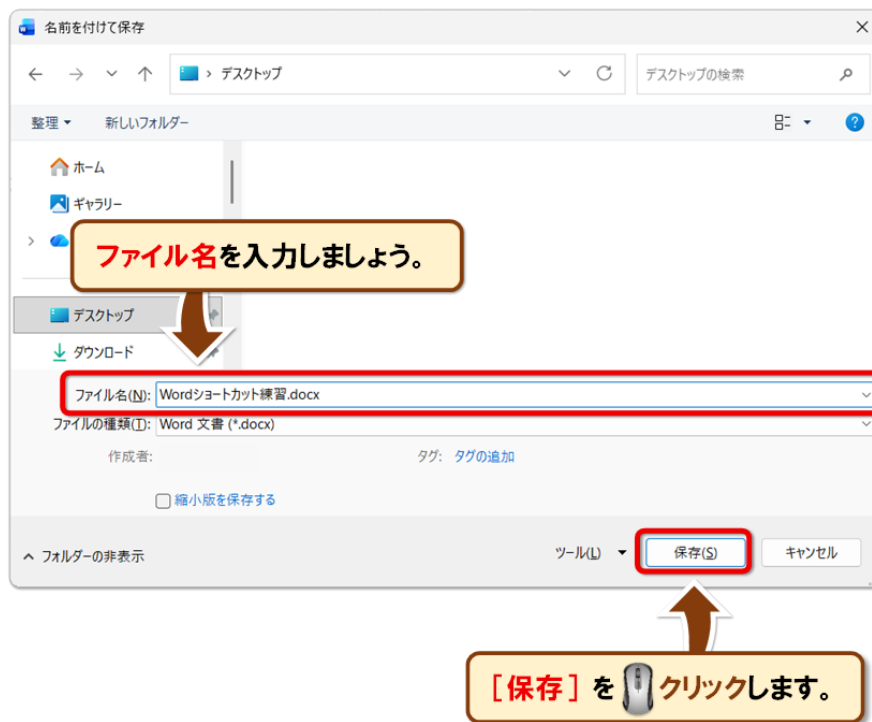 名前を付けて保存
デスクトップ
デスクトップの検索
整理
新しいフォルダー
ホーム
ギャラリー
ファイル名を入力しましょう。
デスクトップ
ダウンロード
ファイル名(N): Wordショートカット練習.docx
ファイルの種類(T): Word 文書 (*.docx)
作成者:
タグ: タグの追加
縮小版を保存する
フォルダーの非表示
ツール(L)
保存(S)
キャンセル
［保存］をクリックします。